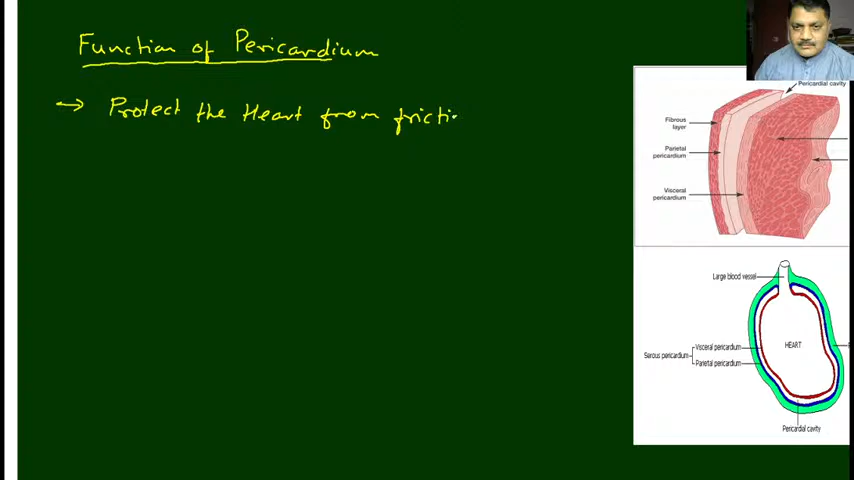 Function of Pericardium
→ Protect the Heart from fricti
Pericardial cavity
Fibrous
layer
Parietal
pericardium
Visceral
pericardium
Large blood vessel
HEART
Serous pericardium
Visceral pericardium
Parietal pericardium
Pericardial cavity